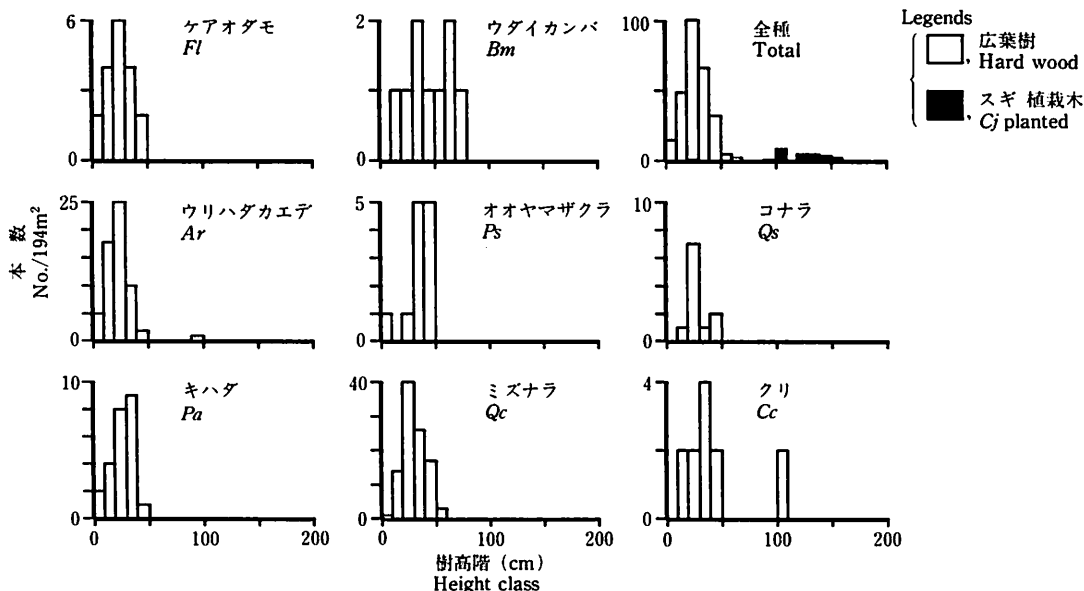 6
0
ケアオダモ
Fl
2
0
200
ウダイカンバ
Bm
100
0
200
全種
Total
Legends
広葉樹
, Hard wood
スギ 植栽木
, Cj planted
本数
No./194m²
25
0
ウリハダカエデ
Ar
5
0
200
オオヤマザクラ
Ps
10
0
200
コナラ
Qs
10
0
キハダ
Pa
40
0
ミズナラ
Qc
4
0
クリ
Cc
0 100 200
0 100 200
0 100 200
樹高階 (cm)
Height class